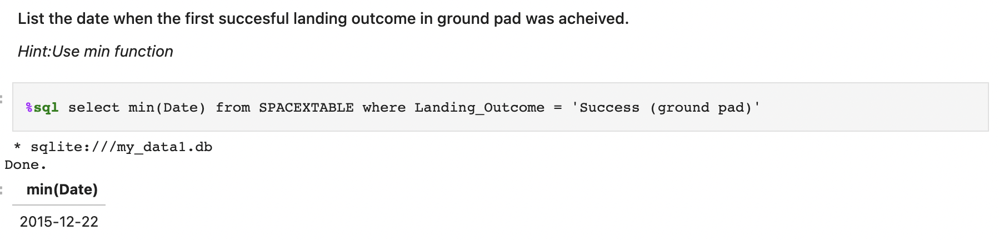 List the date when the first succesful landing outcome in ground pad was acheived.
Hint:Use min function
%sql select min(Date) from SPACEXTABLE where Landing_Outcome = 'Success (ground pad)'
* sqlite:///my_data1.db
Done.
min(Date)
2015-12-22